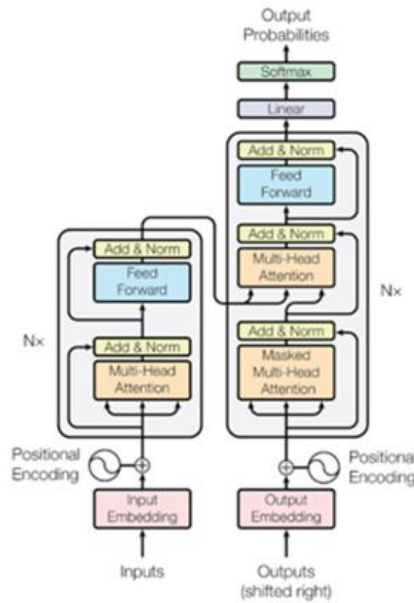 Output
Probabilities
Softmax
Linear
Add & Norm
Feed
Forward
Add & Norm
Multi-Head
Attention
Add & Norm
Masked
Multi-Head
Attention
Nx
Add & Norm
Feed
Forward
Add & Norm
Multi-Head
Attention
Nx
Positional
Encoding
Positional
Encoding
Input
Embedding
Output
Embedding
Inputs
Outputs
(shifted right)